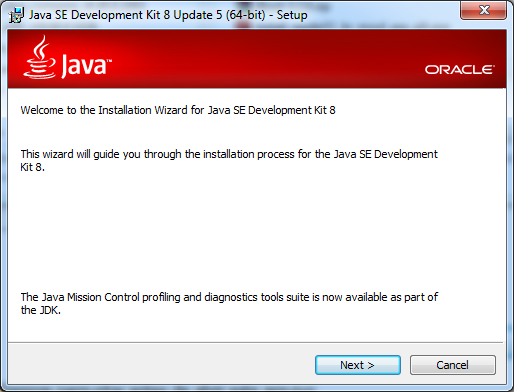 Java SE Development Kit 8 Update 5 (64-bit) - Setup
Java™
ORACLE®
Welcome to the Installation Wizard for Java SE Development Kit 8
This wizard will guide you through the installation process for the Java SE Development
Kit 8.
The Java Mission Control profiling and diagnostics tools suite is now available as part of
the JDK.
Next >
Cancel